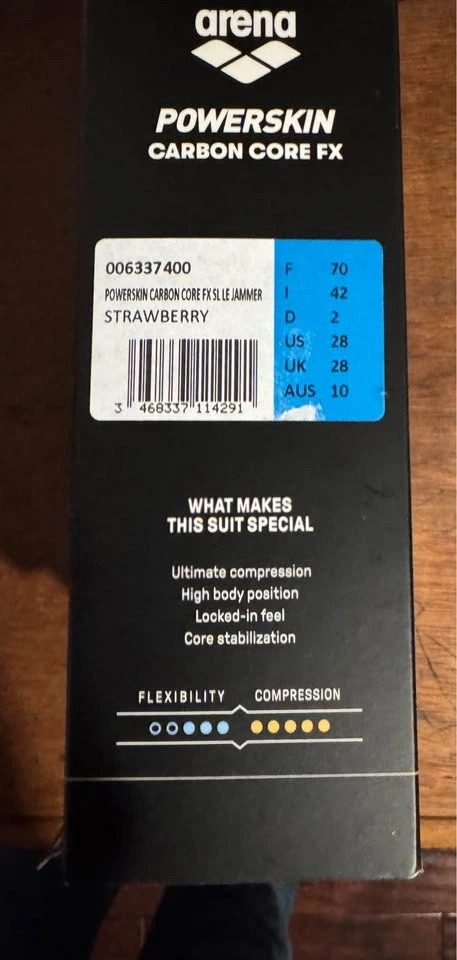 arena
POWERSKIN
CARBON CORE FX
006337400
POWERSKIN CARBON CORE FX SL LE JAMMER
STRAWBERRY
3 468337 114291
F 70
I 42
D 2
US 28
UK 28
AUS 10
WHAT MAKES
THIS SUIT SPECIAL
Ultimate compression
High body position
Locked-in feel
Core stabilization
FLEXIBILITY COMPRESSION